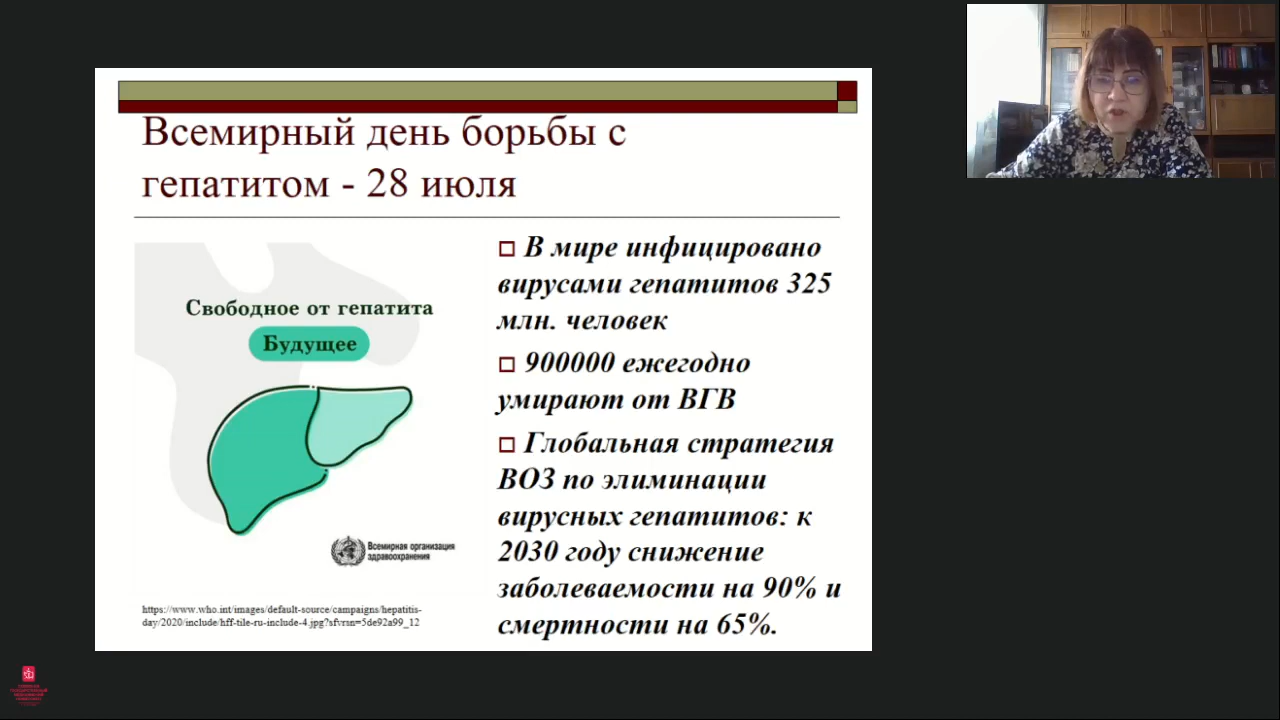 Всемирный день борьбы с
гепатитом - 28 июля
Свободное от гепатита
Будущее
Всемирная организация
здравоохранения
https://www.who.int/images/default-source/campaigns/hepatitis-
day/2020/include/hff-tile-ru-include-4.jpg?sfvrsn=5de92a99_12
В мире инфицировано
вирусами гепатитов 325
млн. человек
900000 ежегодно
умирают от ВГВ
Глобальная стратегия
ВОЗ по элиминации
вирусных гепатитов: к
2030 году снижение
заболеваемости на 90% и
смертности на 65%.